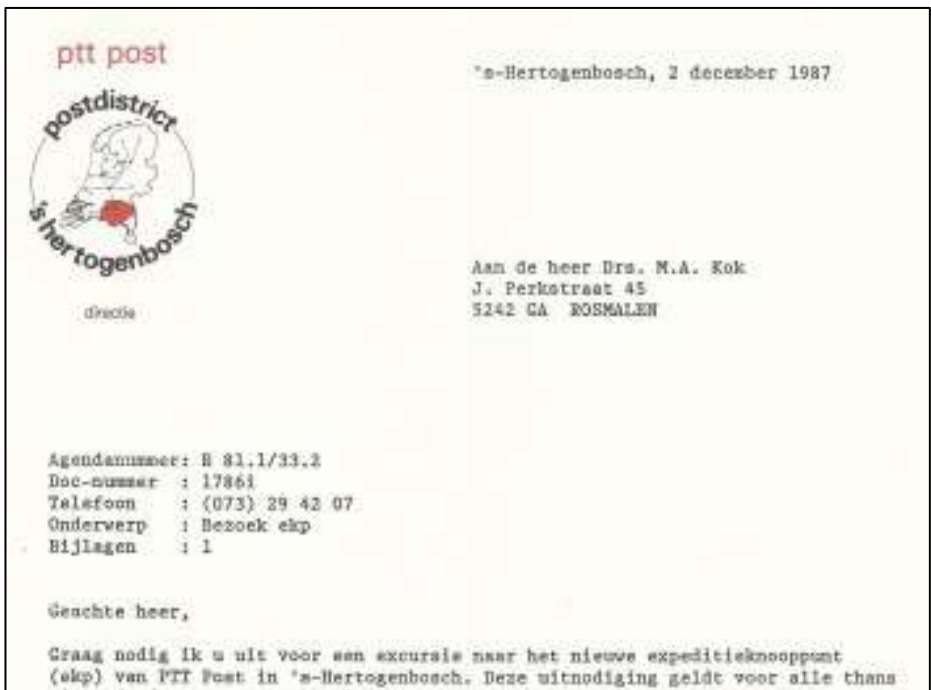 ptt post
's-Hertogenbosch, 2 december 1987
postdistrict
's hertogenbosch
directie
Aan de heer Drs. M.A. Kok
J. Perkstraat 45
5242 GA ROSMALEN
Agendanummer: B 81.1/33.2
Doc-nummer : 1786i
Telefoon : (073) 29 42 07
Onderwerp : Bezoek ekp
Bijlagen : 1
Geachte heer,
Graag nodig ik u uit voor een excursie naar het nieuwe expeditieknooppunt
(ekp) van PTT Post in 's-Hertogenbosch. Deze uitnodiging geldt voor alle thans